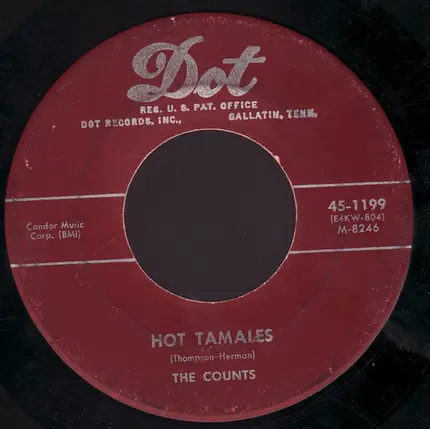 Dot
REG. U. S. PAT. OFFICE
DOT RECORDS, INC., GALLATIN, TENN.
Condor Music
Corp. (BMI)
45-1199
(E4KW-804)
M-8246
HOT TAMALES
(Thompson-Herman)
THE COUNTS